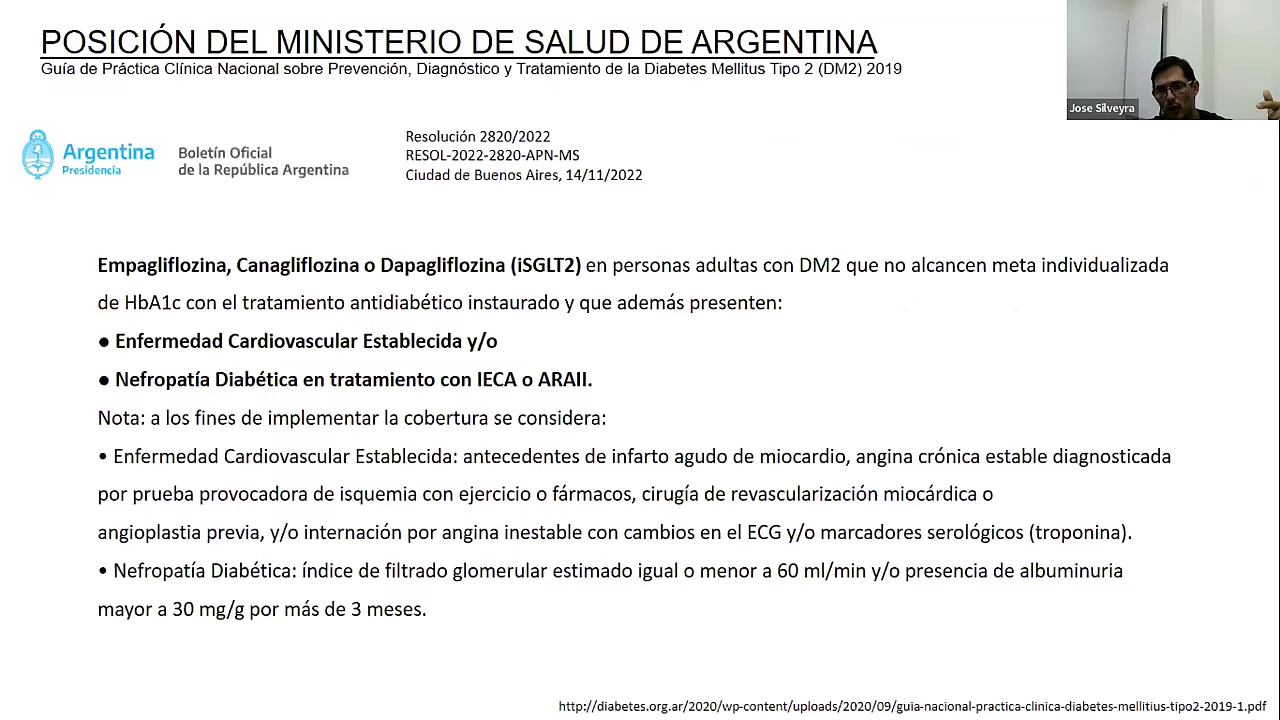 POSICIÓN DEL MINISTERIO DE SALUD DE ARGENTINA
Guía de Práctica Clínica Nacional sobre Prevención, Diagnóstico y Tratamiento de la Diabetes Mellitus Tipo 2 (DM2) 2019
Jose Silveyra
Argentina
Presidencia
Boletín Oficial
de la República Argentina
Resolución 2820/2022
RESOL-2022-2820-APN-MS
Ciudad de Buenos Aires, 14/11/2022
Empagliflozina, Canagliflozina o Dapagliflozina (iSGLT2) en personas adultas con DM2 que no alcancen meta individualizada
de HbA1c con el tratamiento antidiabético instaurado y que además presenten:
● Enfermedad Cardiovascular Establecida y/o
● Nefropatía Diabética en tratamiento con IECA o ARAII.
Nota: a los fines de implementar la cobertura se considera:
• Enfermedad Cardiovascular Establecida: antecedentes de infarto agudo de miocardio, angina crónica estable diagnosticada
por prueba provocadora de isquemia con ejercicio o fármacos, cirugía de revascularización miocárdica o
angioplastia previa, y/o internación por angina inestable con cambios en el ECG y/o marcadores serológicos (troponina).
• Nefropatía Diabética: índice de filtrado glomerular estimado igual o menor a 60 ml/min y/o presencia de albuminuria
mayor a 30 mg/g por más de 3 meses.
http://diabetes.org.ar/2020/wp-content/uploads/2020/09/guia-nacional-practica-clinica-diabetes-mellitius-tipo2-2019-1.pdf